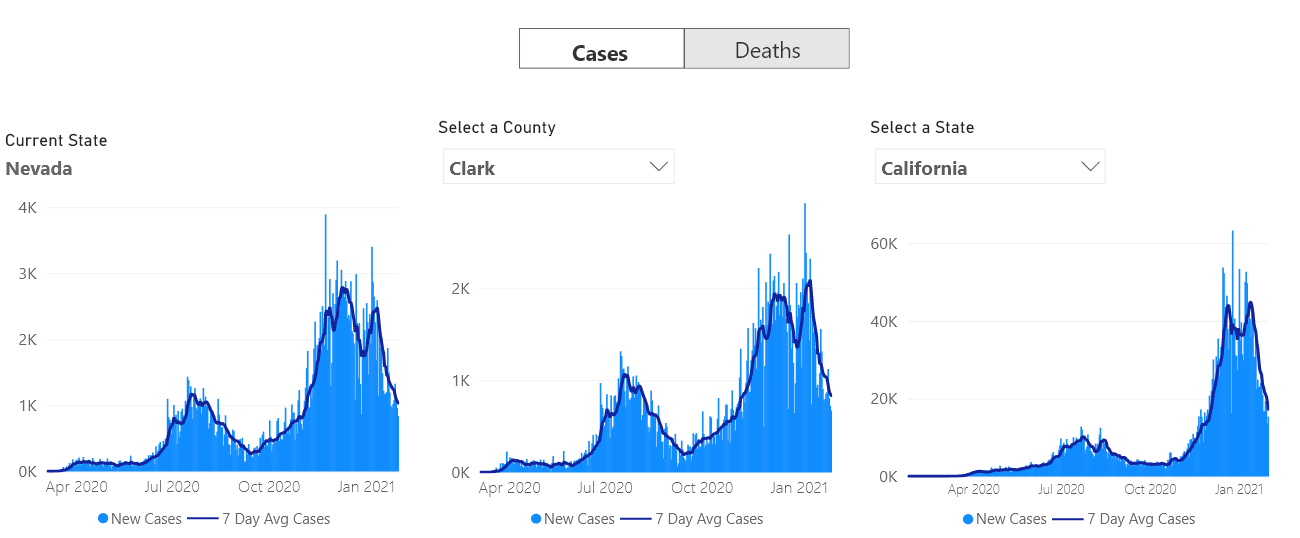 Cases
Deaths
Current State
Nevada
4K
3K
2K
1K
0K
Apr 2020
Jul 2020
Oct 2020
Jan 2021
New Cases
7 Day Avg Cases
Select a County
Clark
2K
1K
0K
Apr 2020
Jul 2020
Oct 2020
Jan 2021
New Cases
7 Day Avg Cases
Select a State
California
60K
40K
20K
0K
Apr 2020
Jul 2020
Oct 2020
Jan 2021
New Cases
7 Day Avg Cases